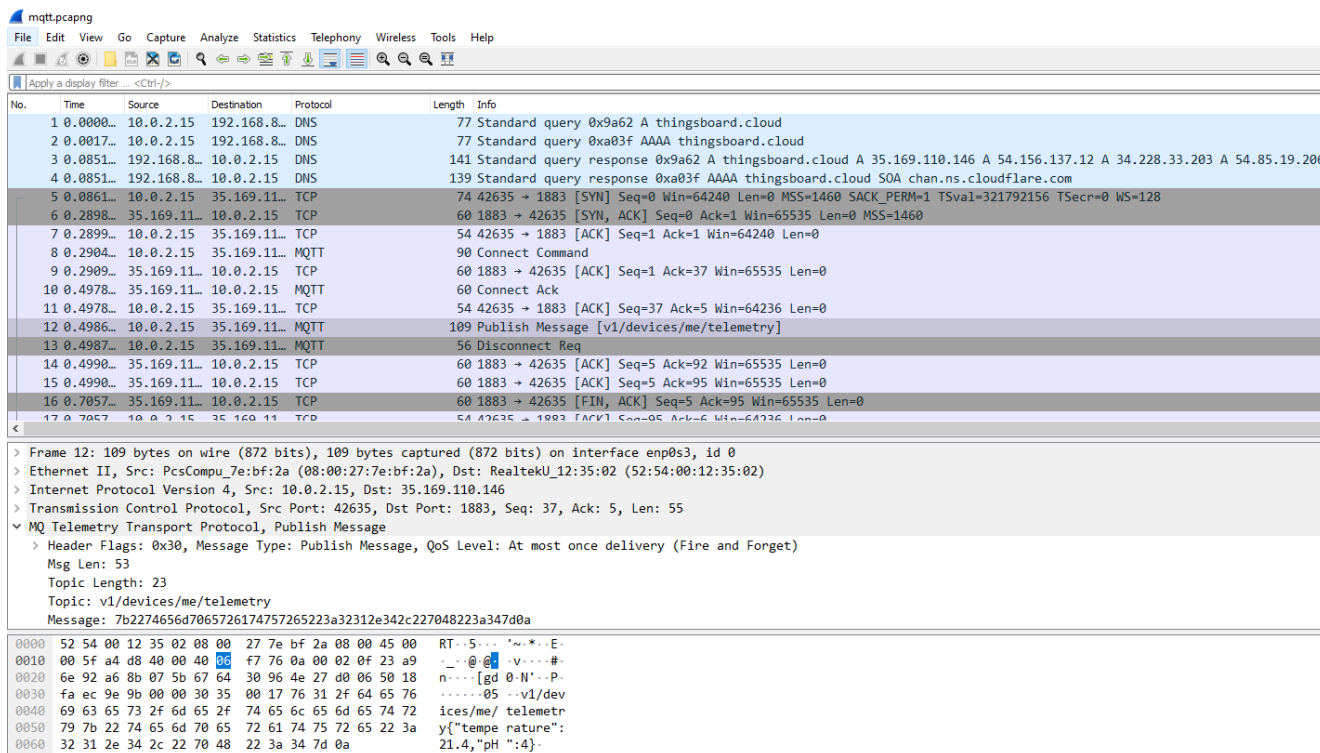 mqtt.pcapng
File Edit View Go Capture Analyze Statistics Telephony Wireless Tools Help
Apply a display filter ... <Ctrl-/>
No. Time Source Destination Protocol Length Info
1 0.0000… 10.0.2.15 192.168.8… DNS 77 Standard query 0x9a62 A thingsboard.cloud
2 0.0017… 10.0.2.15 192.168.8… DNS 77 Standard query 0xa03f AAAA thingsboard.cloud
3 0.0851… 192.168.8… 10.0.2.15 DNS 141 Standard query response 0x9a62 A thingsboard.cloud A 35.169.110.146 A 54.156.137.12 A 34.228.33.203 A 54.85.19.206
4 0.0851… 192.168.8… 10.0.2.15 DNS 139 Standard query response 0xa03f AAAA thingsboard.cloud SOA chan.ns.cloudflare.com
5 0.0861… 10.0.2.15 35.169.11… TCP 74 42635 → 1883 [SYN] Seq=0 Win=64240 Len=0 MSS=1460 SACK_PERM=1 TSval=321792156 TSecr=0 WS=128
6 0.2898… 35.169.11… 10.0.2.15 TCP 60 1883 → 42635 [SYN, ACK] Seq=0 Ack=1 Win=65535 Len=0 MSS=1460
7 0.2899… 10.0.2.15 35.169.11… TCP 54 42635 → 1883 [ACK] Seq=1 Ack=1 Win=64240 Len=0
8 0.2904… 10.0.2.15 35.169.11… MQTT 90 Connect Command
9 0.2909… 35.169.11… 10.0.2.15 TCP 60 1883 → 42635 [ACK] Seq=1 Ack=37 Win=65535 Len=0
10 0.4978… 35.169.11… 10.0.2.15 MQTT 60 Connect Ack
11 0.4978… 10.0.2.15 35.169.11… TCP 54 42635 → 1883 [ACK] Seq=37 Ack=5 Win=64236 Len=0
12 0.4986… 10.0.2.15 35.169.11… MQTT 109 Publish Message [v1/devices/me/telemetry]
13 0.4987… 10.0.2.15 35.169.11… MQTT 56 Disconnect Req
14 0.4990… 35.169.11… 10.0.2.15 TCP 60 1883 → 42635 [ACK] Seq=5 Ack=92 Win=65535 Len=0
15 0.4990… 35.169.11… 10.0.2.15 TCP 60 1883 → 42635 [ACK] Seq=5 Ack=95 Win=65535 Len=0
16 0.7057… 35.169.11… 10.0.2.15 TCP 60 1883 → 42635 [FIN, ACK] Seq=5 Ack=95 Win=65535 Len=0
17 0.7057… 10.0.2.15 35.169.11… TCP 54 42635 → 1883 [ACK] Seq=95 Ack=6 Win=64236 Len=0
Frame 12: 109 bytes on wire (872 bits), 109 bytes captured (872 bits) on interface enp0s3, id 0
Ethernet II, Src: PcsCompu_7e:bf:2a (08:00:27:7e:bf:2a), Dst: RealtekU_12:35:02 (52:54:00:12:35:02)
Internet Protocol Version 4, Src: 10.0.2.15, Dst: 35.169.110.146
Transmission Control Protocol, Src Port: 42635, Dst Port: 1883, Seq: 37, Ack: 5, Len: 55
MQ Telemetry Transport Protocol, Publish Message
Header Flags: 0x30, Message Type: Publish Message, QoS Level: At most once delivery (Fire and Forget)
Msg Len: 53
Topic Length: 23
Topic: v1/devices/me/telemetry
Message: 7b2274656d7065726174757265223a32312e342c227048223a347d0a
0000 52 54 00 12 35 02 08 00 27 7e bf 2a 08 00 45 00 RT··5··· '~·*··E·
0010 00 5f a4 d8 40 00 40 06 f7 76 0a 00 02 0f 23 a9 ·_··@·@· ·v····#·
0020 6e 92 a6 8b 07 5b 67 64 30 96 4e 27 d0 06 50 18 n····[gd 0·N'··P·
0030 fa ec 9e 9b 00 00 30 35 00 17 76 31 2f 64 65 76 ······05 ··v1/dev
0040 69 63 65 73 2f 6d 65 2f 74 65 6c 65 6d 65 74 72 ices/me/ telemetr
0050 79 7b 22 74 65 6d 70 65 72 61 74 75 72 65 22 3a y{"tempe rature":
0060 32 31 2e 34 2c 22 70 48 22 3a 34 7d 0a 21.4,"pH ":4}·